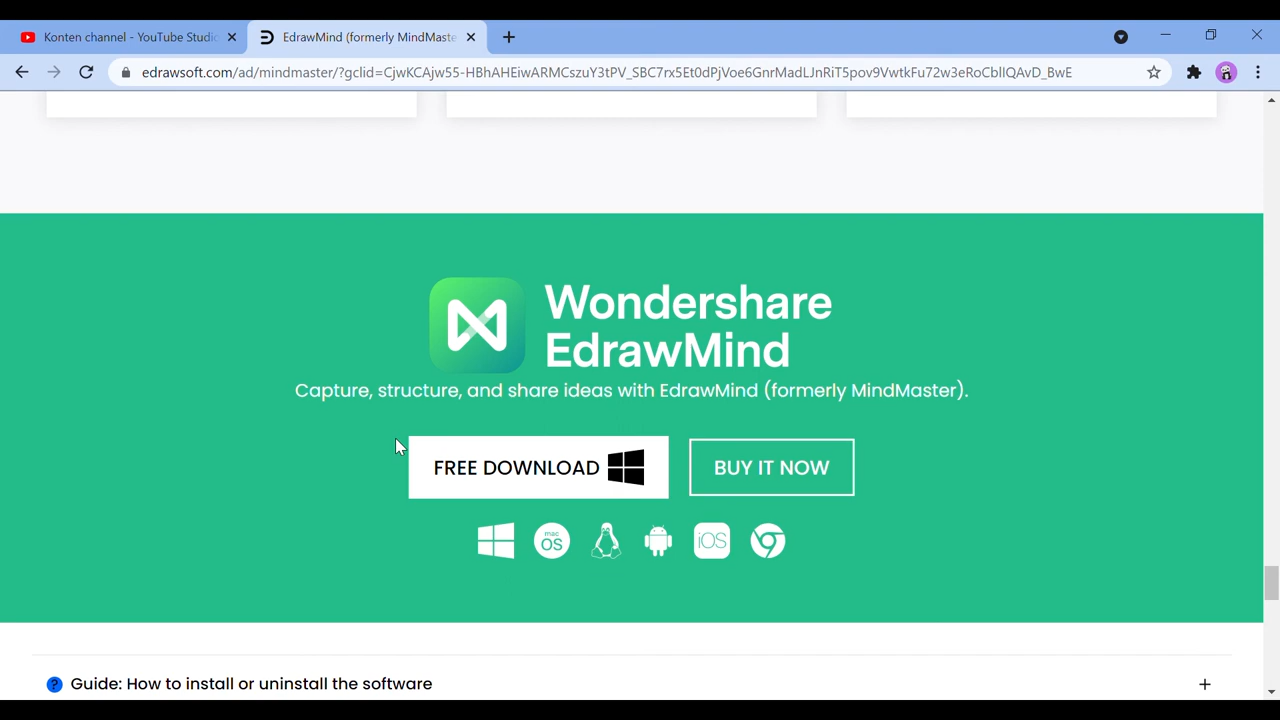 Konten channel - YouTube Studio
EdrawMind (formerly MindMaste
edrawsoft.com/ad/mindmaster/?gclid=CjwKCAjw55-HBhAHEiwARMCszuY3tPV_SBC7rx5Et0dPjVoe6GnrMadLJnRiT5pov9VwtkFu72w3eRoCblIQAvD_BwE
Wondershare
EdrawMind
Capture, structure, and share ideas with EdrawMind (formerly MindMaster).
FREE DOWNLOAD
BUY IT NOW
mac
OS
iOS
? Guide: How to install or uninstall the software +